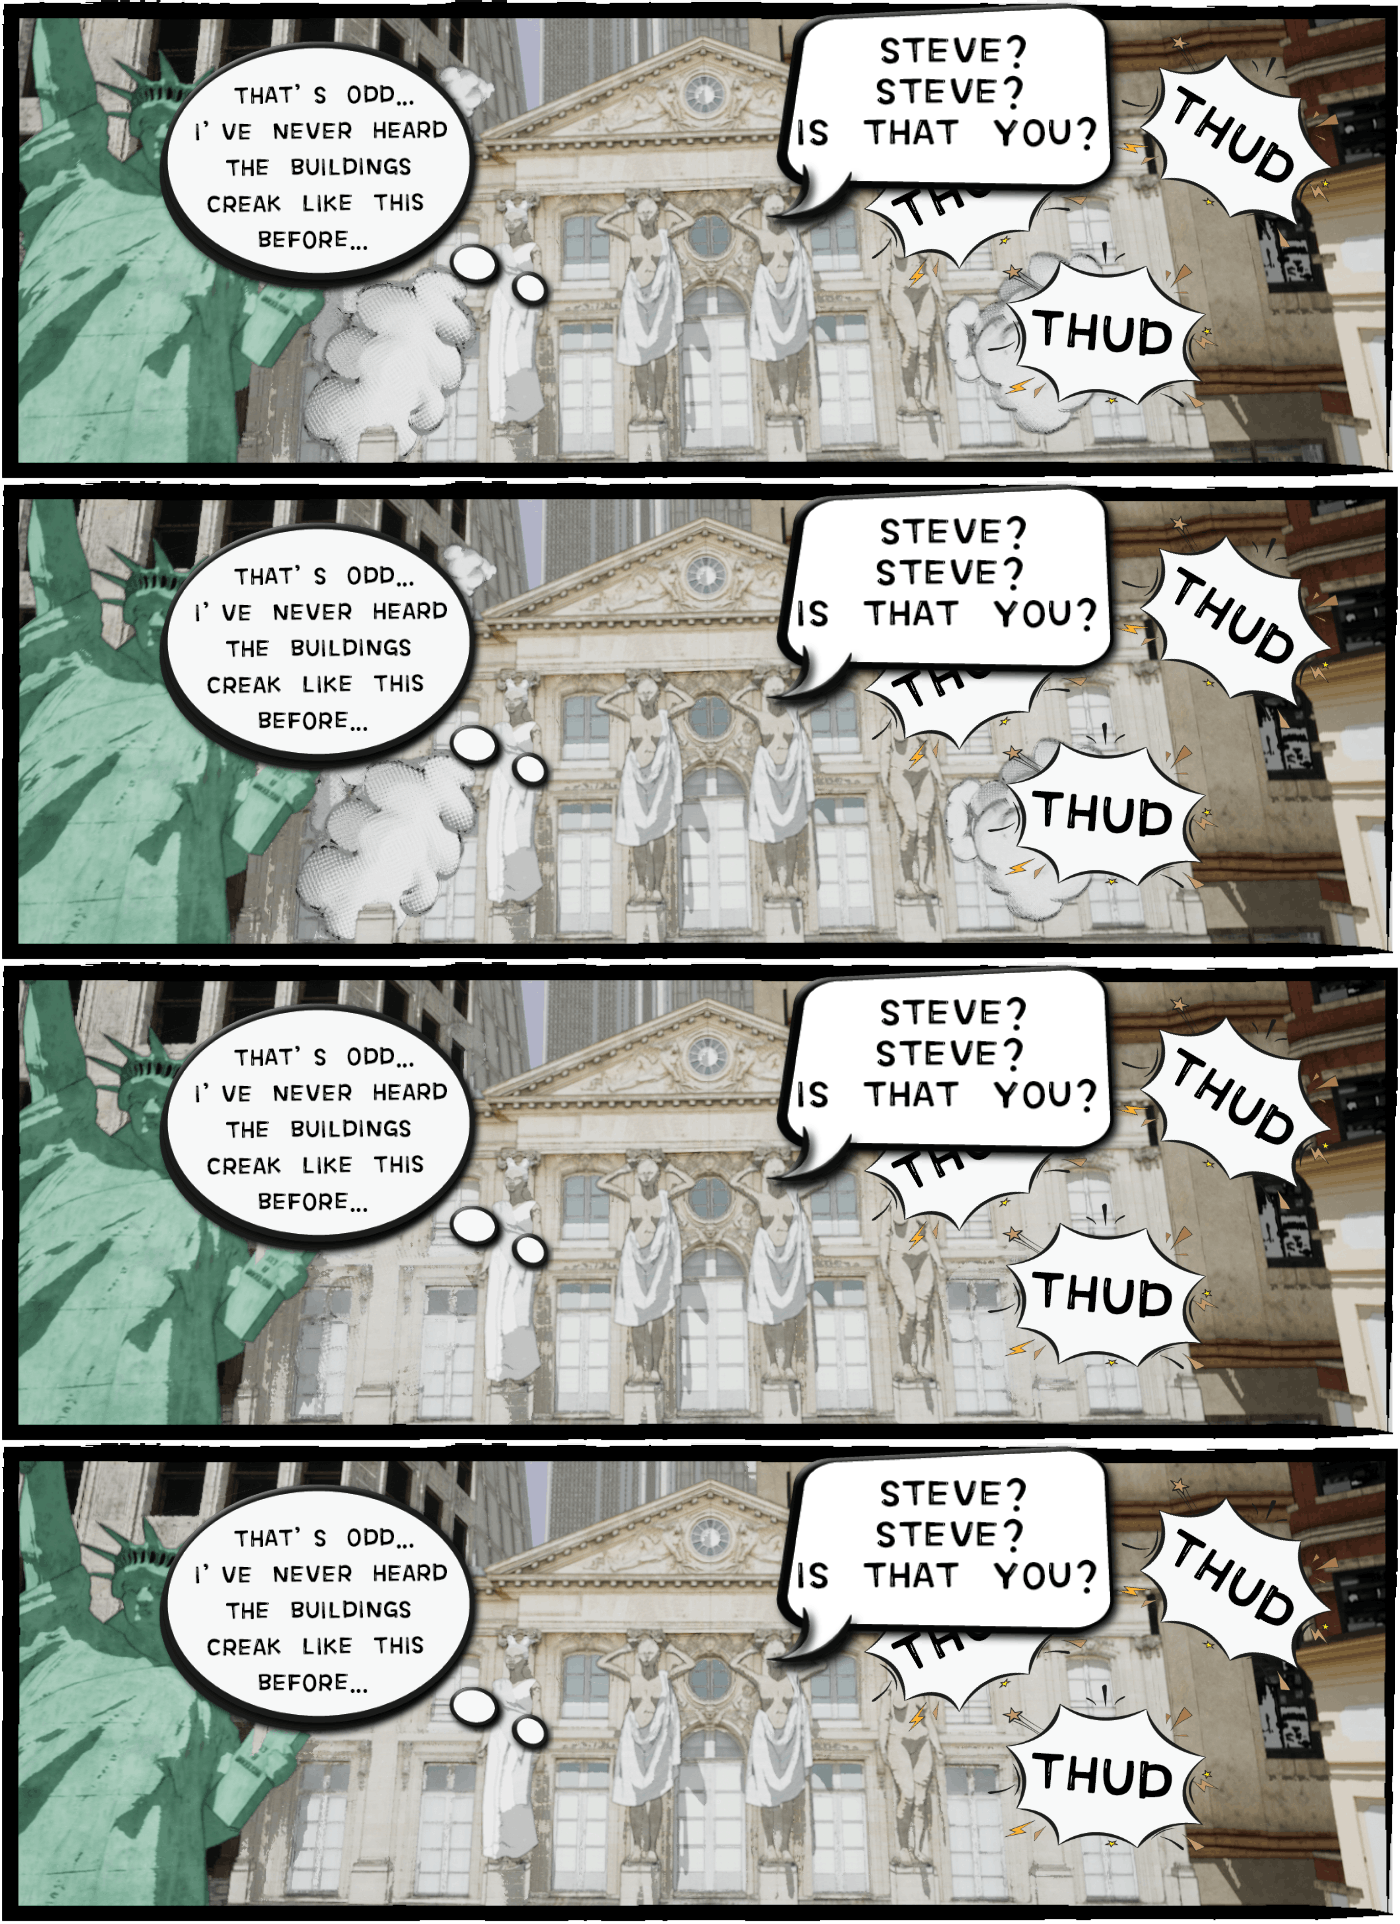 THAT'S ODD...
I'VE NEVER HEARD
THE BUILDINGS
CREAK LIKE THIS
BEFORE...
STEVE?
STEVE?
IS THAT YOU?
THUD
THUD
THAT'S ODD...
I'VE NEVER HEARD
THE BUILDINGS
CREAK LIKE THIS
BEFORE...
STEVE?
STEVE?
IS THAT YOU?
THUD
THUD
THAT'S ODD...
I'VE NEVER HEARD
THE BUILDINGS
CREAK LIKE THIS
BEFORE...
STEVE?
STEVE?
IS THAT YOU?
THUD
THUD
THAT'S ODD...
I'VE NEVER HEARD
THE BUILDINGS
CREAK LIKE THIS
BEFORE...
STEVE?
STEVE?
IS THAT YOU?
THUD
THUD